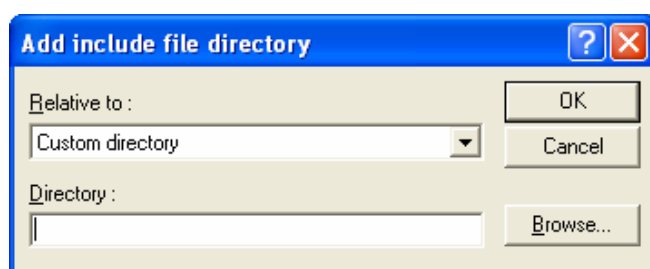 Add include file directory
Relative to :
OK
Custom directory
Cancel
Directory :
Browse...